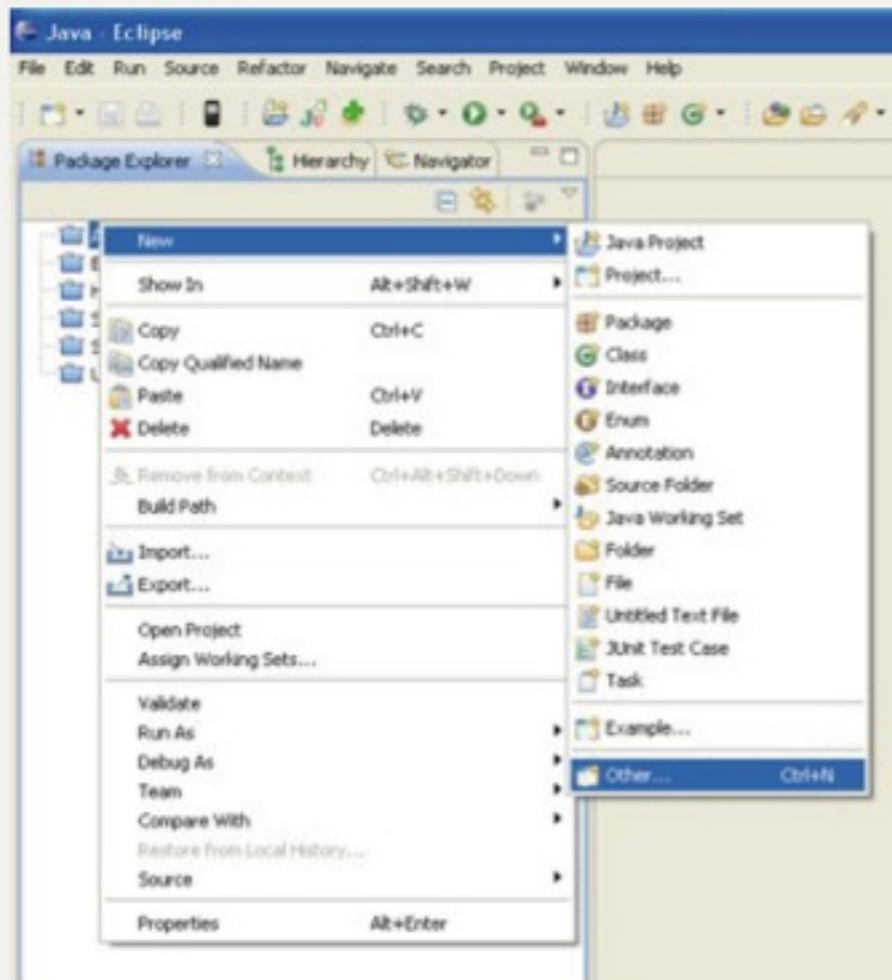 Java - Eclipse
File Edit Run Source Refactor Navigate Search Project Window Help
Package Explorer Hierarchy Navigator
New
Show In Alt+Shift+W
Copy Ctrl+C
Copy Qualified Name
Paste Ctrl+V
Delete Delete
Remove from Context Ctrl+Alt+Shift+Down
Build Path
Import...
Export...
Open Project
Assign Working Sets...
Validate
Run As
Debug As
Team
Compare With
Restore from Local History...
Source
Properties Alt+Enter
Java Project
Project...
Package
Class
Interface
Enum
Annotation
Source Folder
Java Working Set
Folder
File
Untitled Text File
JUnit Test Case
Task
Example...
Other... Ctrl+N